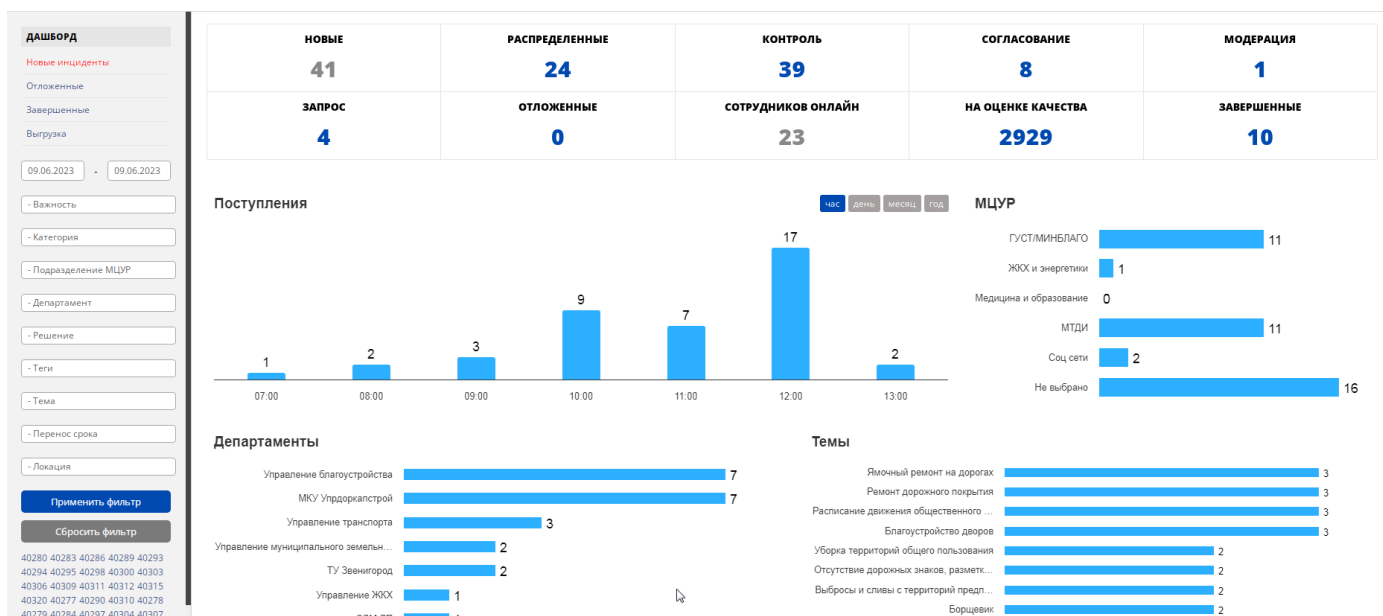 ДАШБОРД
Новые инциденты
Отложенные
Завершенные
Выгрузка
09.06.2023 - 09.06.2023
- Важность
- Категория
- Подразделение МЦУР
- Департамент
- Решение
- Теги
- Тема
- Перенос срока
- Локация
Применить фильтр
Сбросить фильтр
40280 40283 40286 40289 40293
40294 40295 40298 40300 40303
40306 40309 40311 40312 40315
40320 40277 40290 40310 40278
40279 40284 40297 40304 40307
НОВЫЕ РАСПРЕДЕЛЕННЫЕ КОНТРОЛЬ СОГЛАСОВАНИЕ МОДЕРАЦИЯ
41 24 39 8 1
ЗАПРОС ОТЛОЖЕННЫЕ СОТРУДНИКОВ ОНЛАЙН НА ОЦЕНКЕ КАЧЕСТВА ЗАВЕРШЕННЫЕ
4 0 23 2929 10
Поступления
час день месяц год
1 2 3 9 7 17 2
07:00 08:00 09:00 10:00 11:00 12:00 13:00
МЦУР
ГУСТ/МИНБЛАГО 11
ЖКХ и энергетики 1
Медицина и образование 0
МТДИ 11
Соц сети 2
Не выбрано 16
Департаменты
Управление благоустройства 7
МКУ Упрдоркапстрой 7
Управление транспорта 3
Управление муниципального земельн... 2
ТУ Звенигород 2
Управление ЖКХ 1
Темы
Ямочный ремонт на дорогах 3
Ремонт дорожного покрытия 3
Расписание движения общественного ... 3
Благоустройство дворов 3
Уборка территорий общего пользования 2
Отсутствие дорожных знаков, разметк... 2
Выбросы и сливы с территорий предп... 2
Борщевик 2